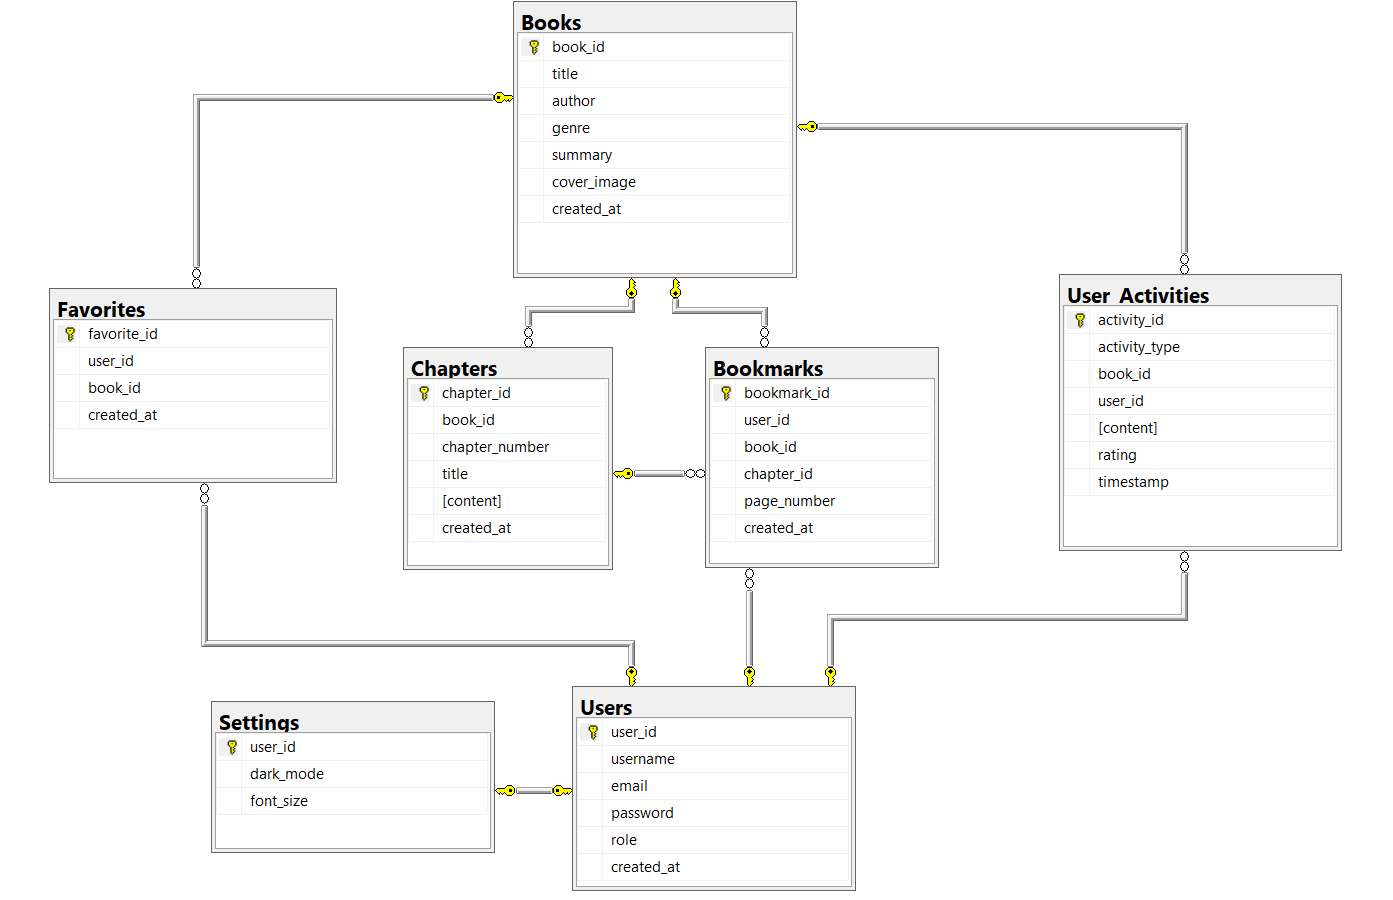 Books
book_id
title
author
genre
summary
cover_image
created_at
Favorites
favorite_id
user_id
book_id
created_at
Chapters
chapter_id
book_id
chapter_number
title
[content]
created_at
Bookmarks
bookmark_id
user_id
book_id
chapter_id
page_number
created_at
User_Activities
activity_id
activity_type
book_id
user_id
[content]
rating
timestamp
Settings
user_id
dark_mode
font_size
Users
user_id
username
email
password
role
created_at